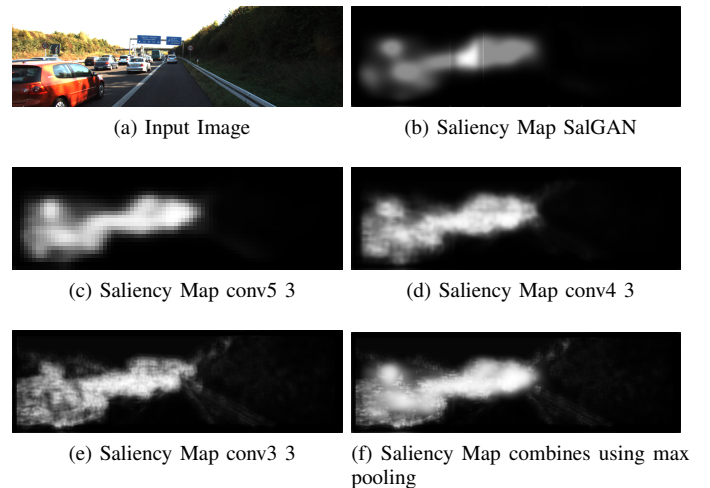 (a) Input Image
(b) Saliency Map SalGAN
(c) Saliency Map conv5 3
(d) Saliency Map conv4 3
(e) Saliency Map conv3 3
(f) Saliency Map combines using max
pooling